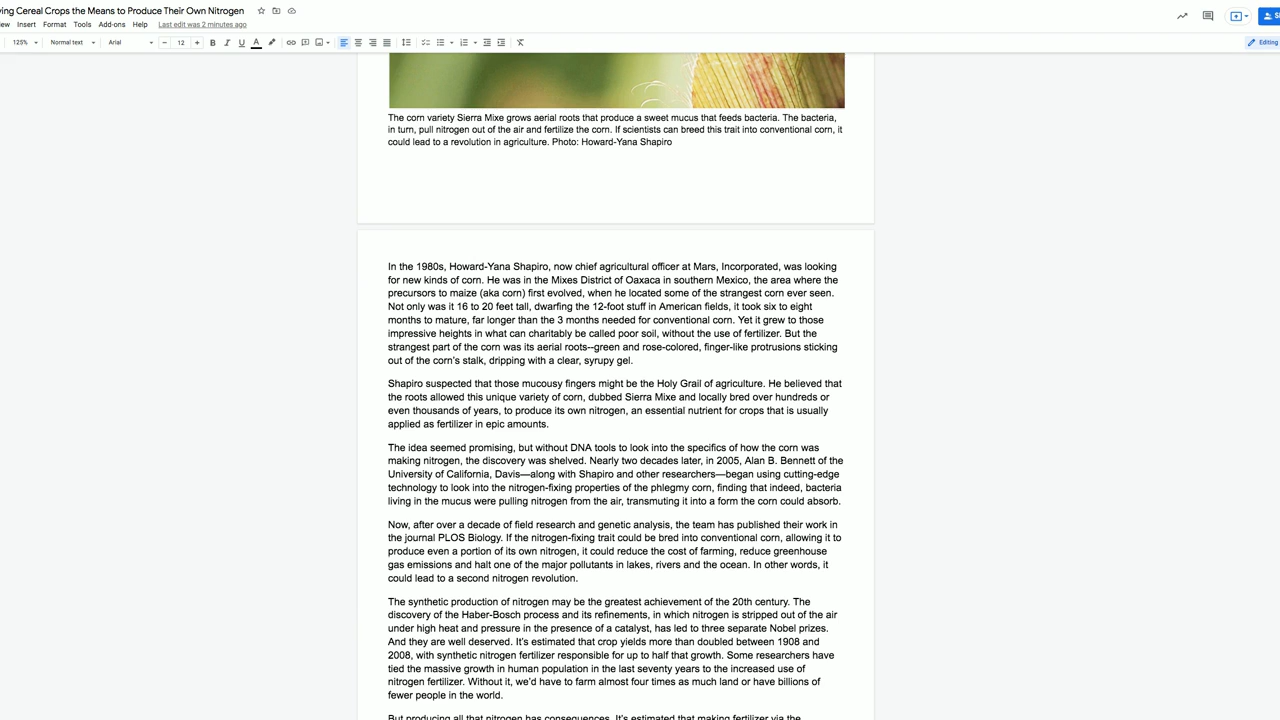 ving Cereal Crops the Means to Produce Their Own Nitrogen
ew Insert Format Tools Add-ons Help Last edit was 2 minutes ago
125% Normal text Arial 12 B I U A Editing
The corn variety Sierra Mixe grows aerial roots that produce a sweet mucus that feeds bacteria. The bacteria,
in turn, pull nitrogen out of the air and fertilize the corn. If scientists can breed this trait into conventional corn, it
could lead to a revolution in agriculture. Photo: Howard-Yana Shapiro
In the 1980s, Howard-Yana Shapiro, now chief agricultural officer at Mars, Incorporated, was looking
for new kinds of corn. He was in the Mixes District of Oaxaca in southern Mexico, the area where the
precursors to maize (aka corn) first evolved, when he located some of the strangest corn ever seen.
Not only was it 16 to 20 feet tall, dwarfing the 12-foot stuff in American fields, it took six to eight
months to mature, far longer than the 3 months needed for conventional corn. Yet it grew to those
impressive heights in what can charitably be called poor soil, without the use of fertilizer. But the
strangest part of the corn was its aerial roots--green and rose-colored, finger-like protrusions sticking
out of the corn's stalk, dripping with a clear, syrupy gel.
Shapiro suspected that those mucousy fingers might be the Holy Grail of agriculture. He believed that
the roots allowed this unique variety of corn, dubbed Sierra Mixe and locally bred over hundreds or
even thousands of years, to produce its own nitrogen, an essential nutrient for crops that is usually
applied as fertilizer in epic amounts.
The idea seemed promising, but without DNA tools to look into the specifics of how the corn was
making nitrogen, the discovery was shelved. Nearly two decades later, in 2005, Alan B. Bennett of the
University of California, Davis—along with Shapiro and other researchers—began using cutting-edge
technology to look into the nitrogen-fixing properties of the phlegmy corn, finding that indeed, bacteria
living in the mucus were pulling nitrogen from the air, transmuting it into a form the corn could absorb.
Now, after over a decade of field research and genetic analysis, the team has published their work in
the journal PLOS Biology. If the nitrogen-fixing trait could be bred into conventional corn, allowing it to
produce even a portion of its own nitrogen, it could reduce the cost of farming, reduce greenhouse
gas emissions and halt one of the major pollutants in lakes, rivers and the ocean. In other words, it
could lead to a second nitrogen revolution.
The synthetic production of nitrogen may be the greatest achievement of the 20th century. The
discovery of the Haber-Bosch process and its refinements, in which nitrogen is stripped out of the air
under high heat and pressure in the presence of a catalyst, has led to three separate Nobel prizes.
And they are well deserved. It's estimated that crop yields more than doubled between 1908 and
2008, with synthetic nitrogen fertilizer responsible for up to half that growth. Some researchers have
tied the massive growth in human population in the last seventy years to the increased use of
nitrogen fertilizer. Without it, we'd have to farm almost four times as much land or have billions of
fewer people in the world.
But producing all that nitrogen has consequences. It's estimated that making fertilizer via the